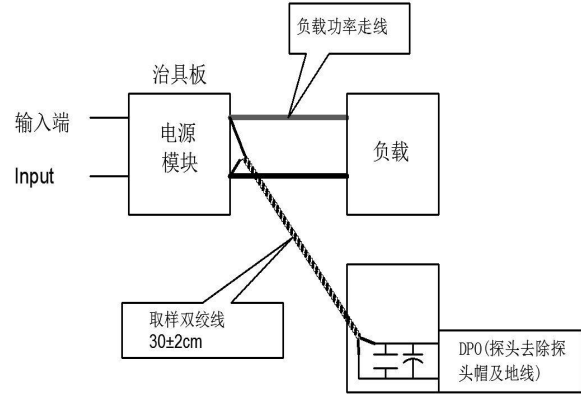 负载功率走线
治具板
输入端
Input
电源
模块
负载
取样双绞线
30±2cm
DPO(探头去除探
头帽及地线)